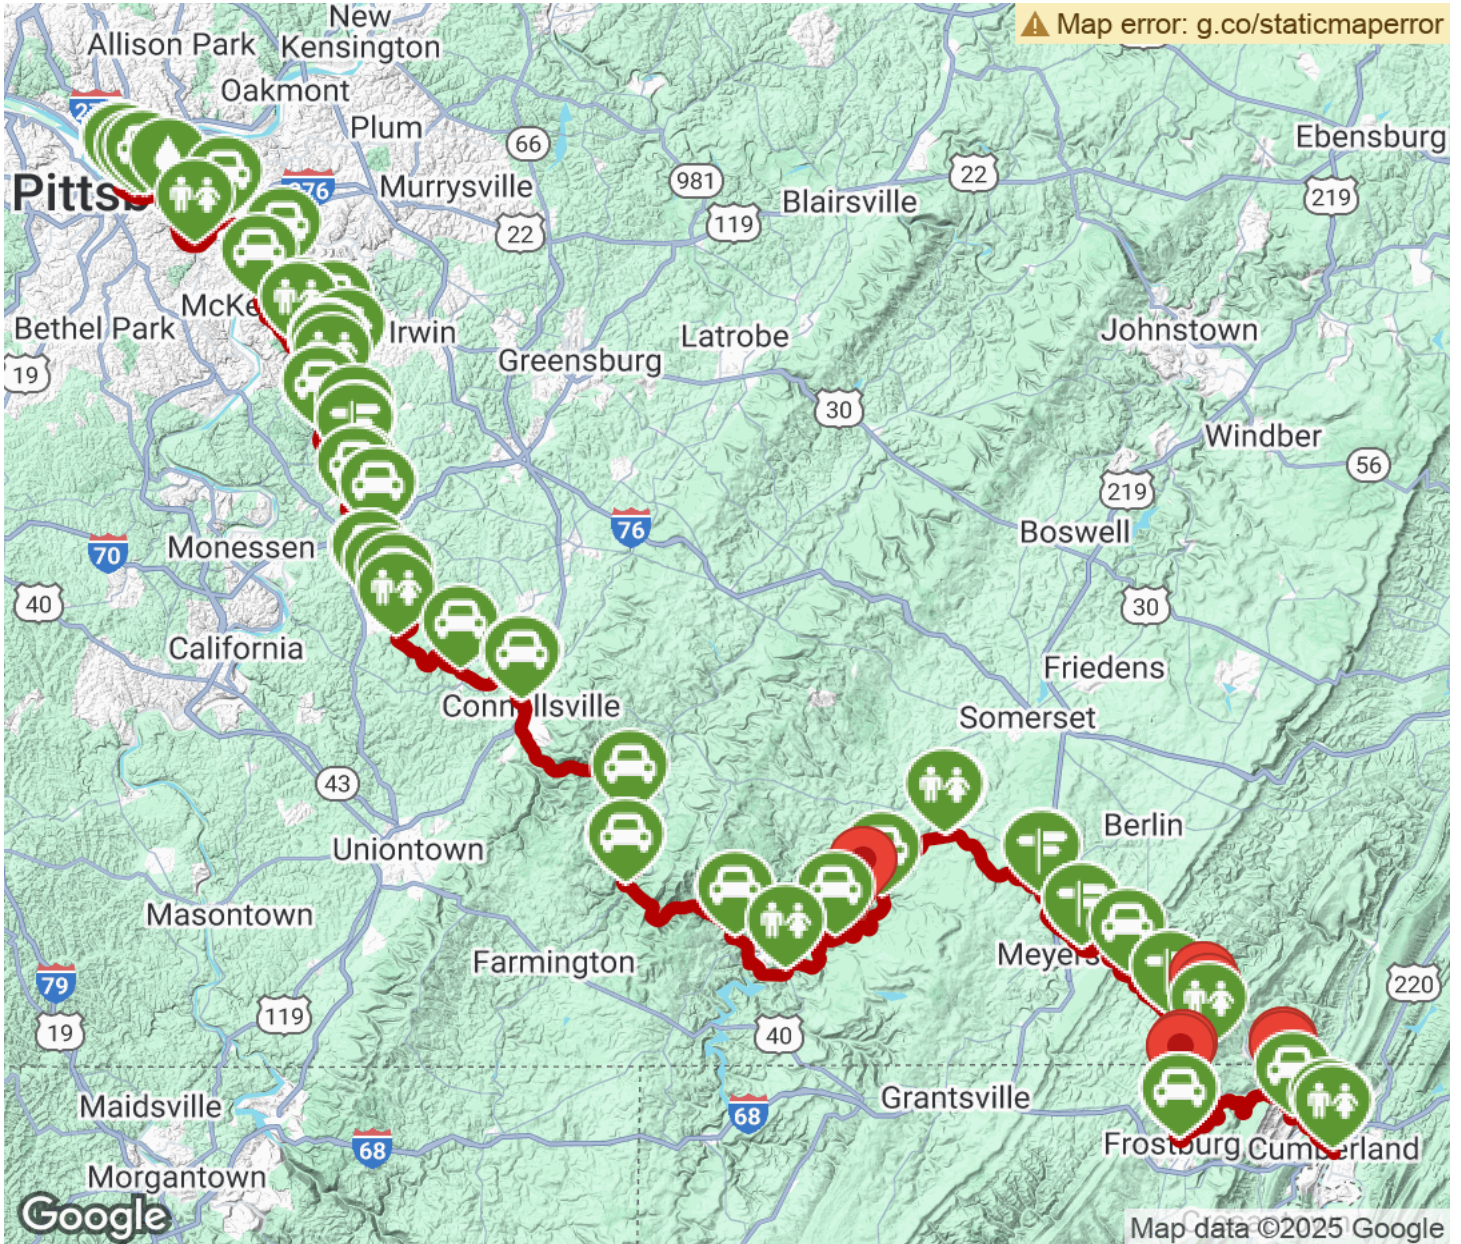 New
Kensington
Allison Park
Map error: g.co/staticmaperror
Oakmont
Plum
66
Ebensburg
22
981
219
Pittsb
Murrysville
Blairsville
119
22
McKe
Bethel Park
Irwin
Latrobe
Johnstown
Greensburg
19
30
Windber
56
219
76
Boswell
Monessen
70
40
30
California
Friedens
Conn llsville
Somerset
43
Berlin
Uniontown
Masontown
Meyers
Farmington
79
220
119
19
40
Grantsville
Maidsville
68
68
Frostburg
Cumberland
Morgantown
Google
Map data ©2025 Google